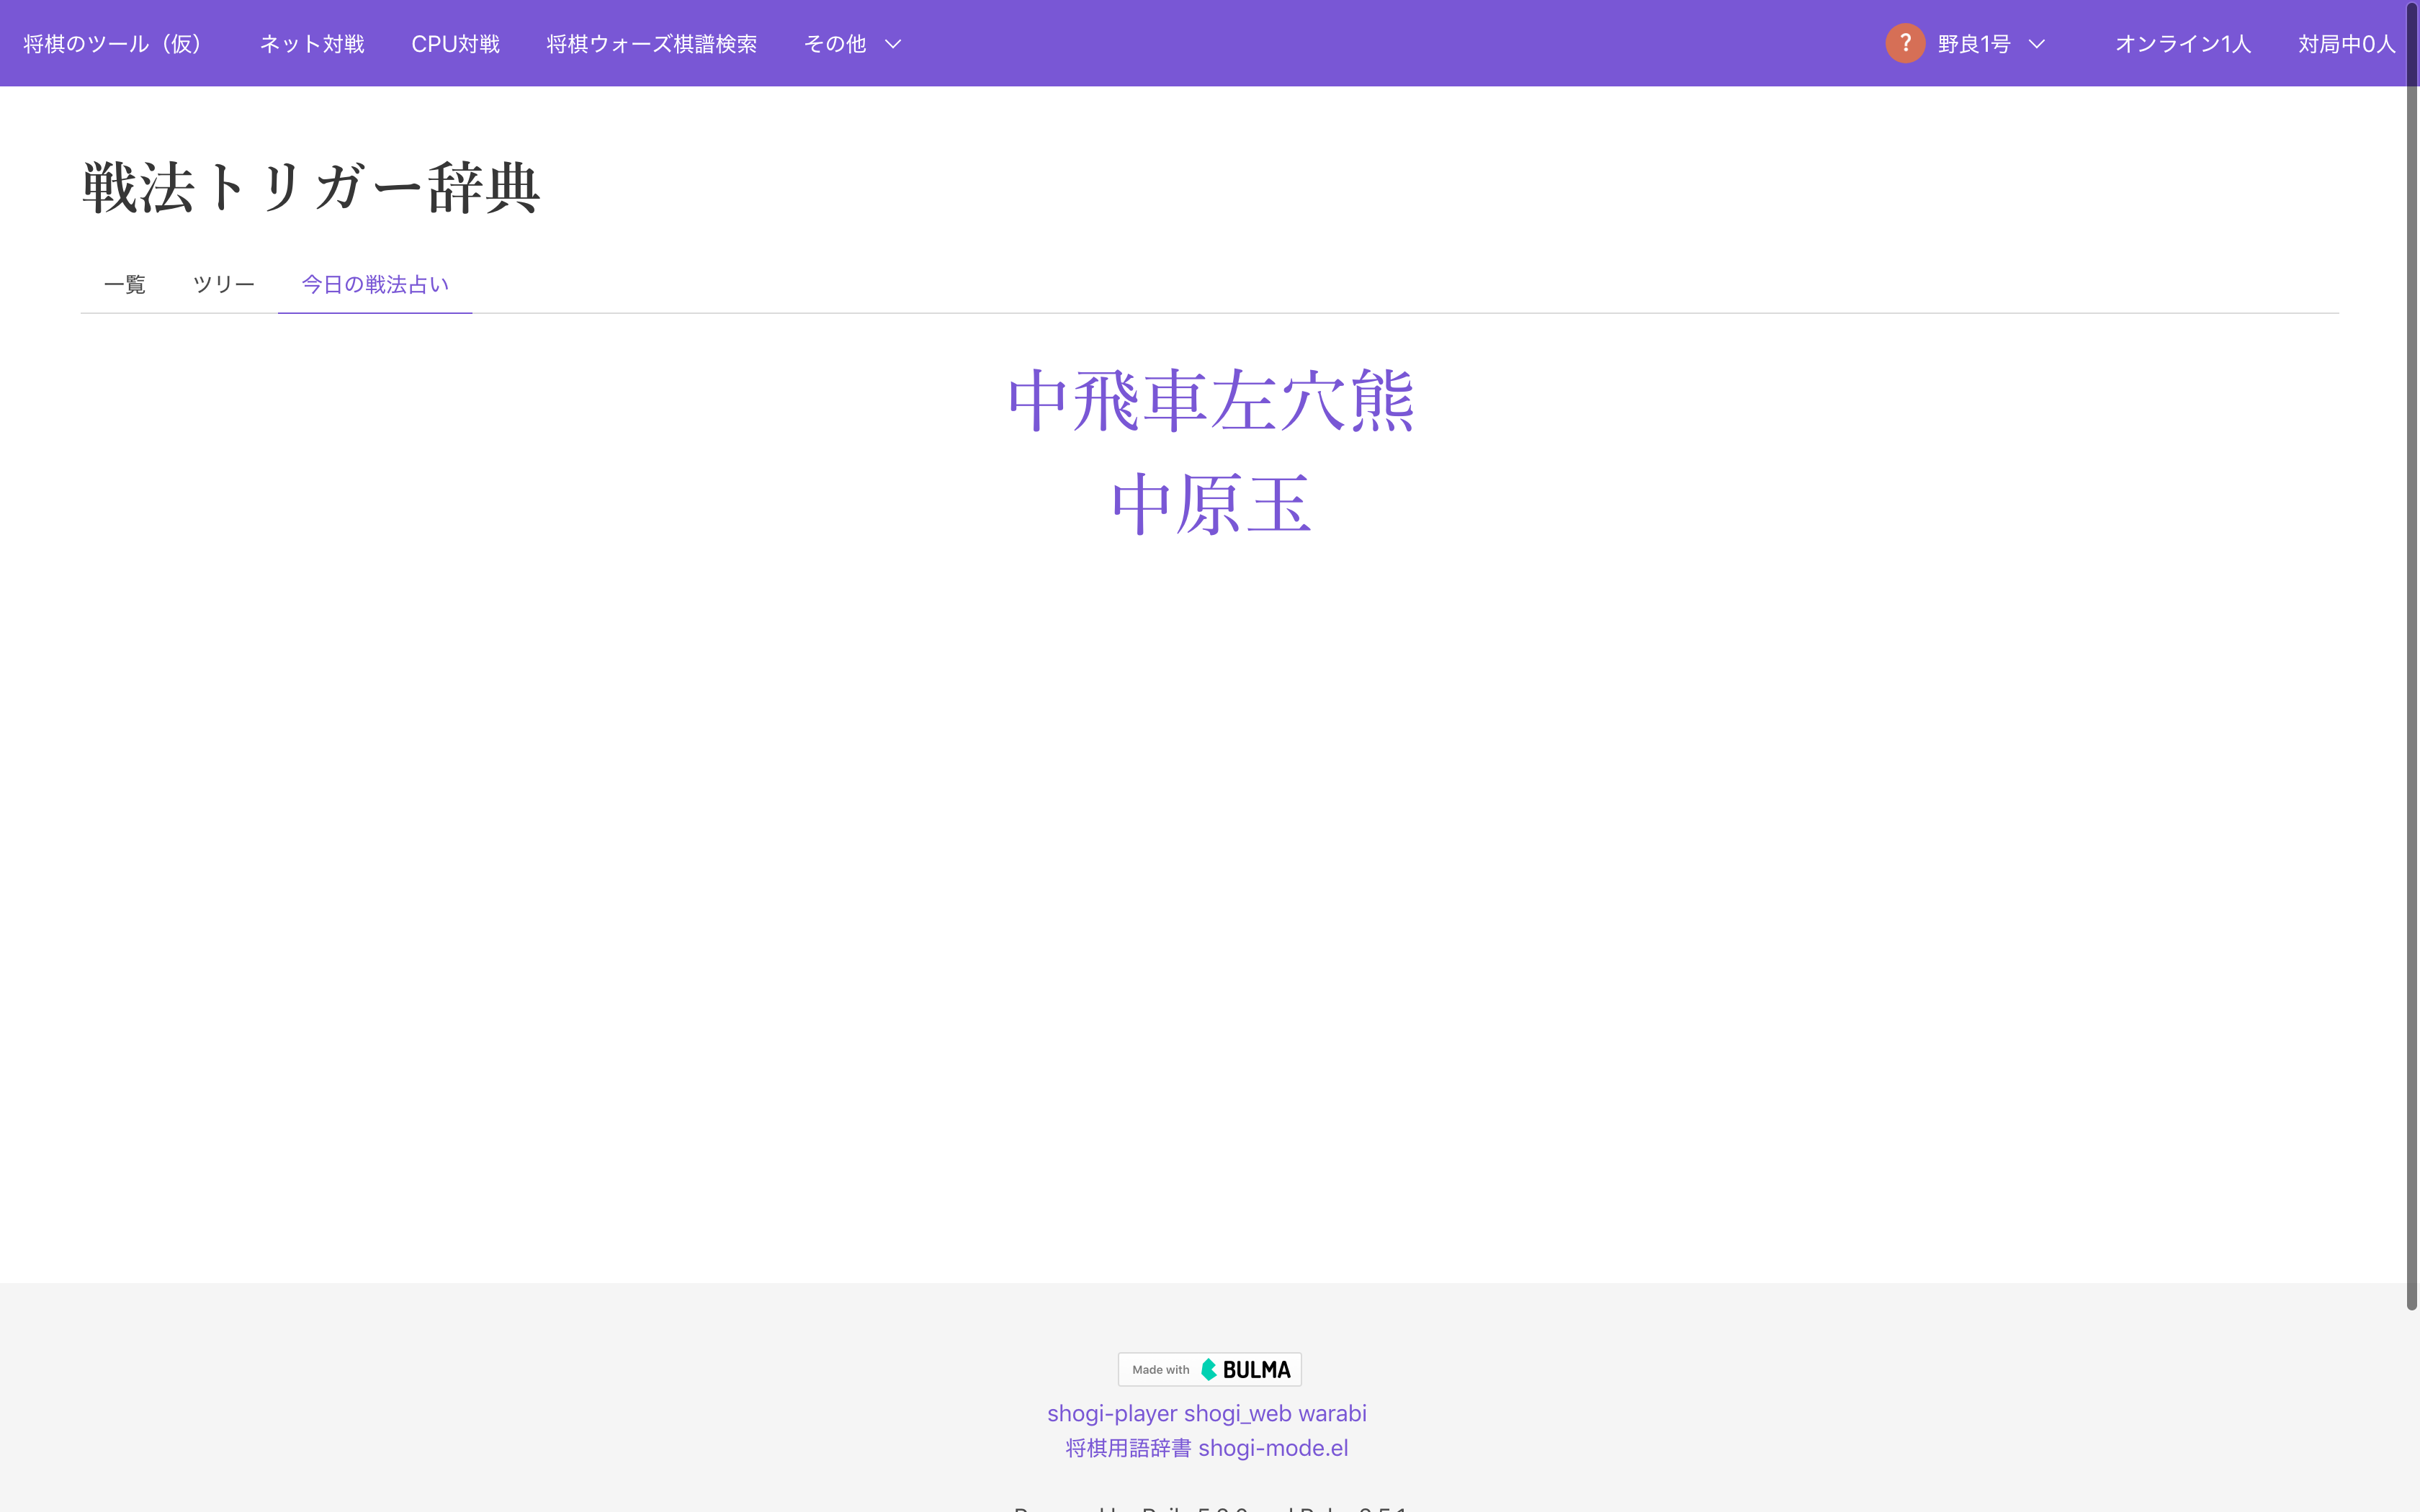 将棋のツール（仮） ネット対戦 CPU対戦 将棋ウォーズ棋譜検索 その他 ? 野良1号 オンライン1人 対局中0人
戦法トリガー辞典
一覧 ツリー 今日の戦法占い
中飛車左穴熊
中原玉
Made with BULMA
shogi-player shogi_web warabi
将棋用語辞書 shogi-mode.el